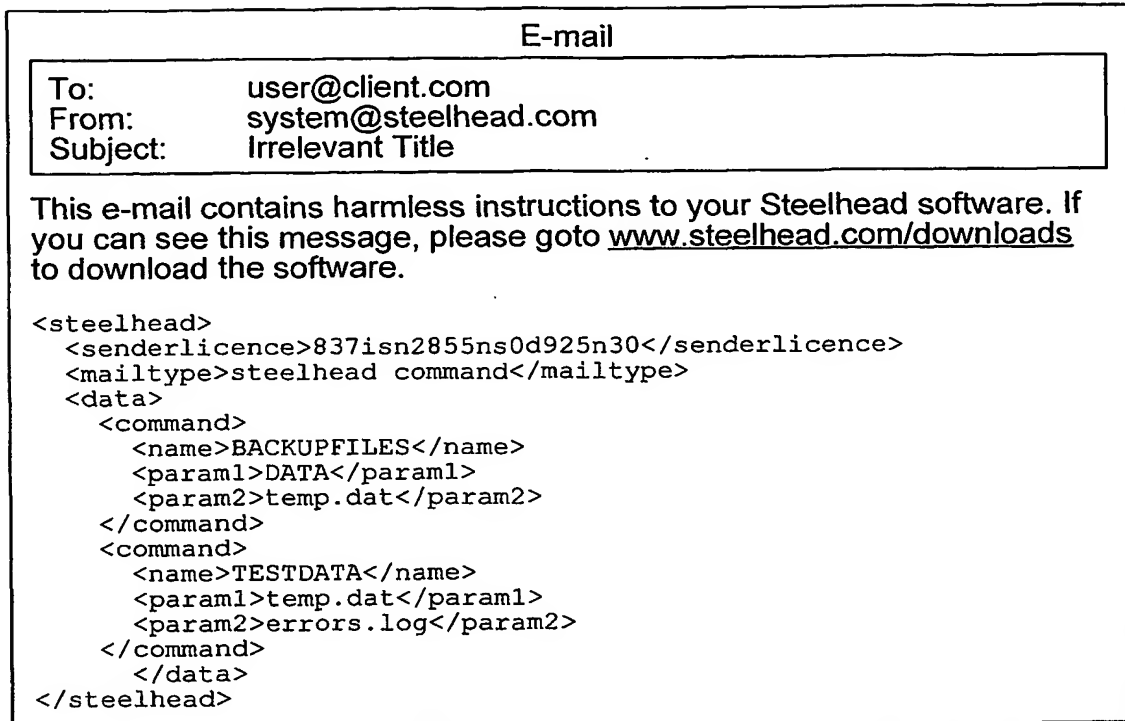 E-mail
To: user@client.com
From: system@steelhead.com
Subject: Irrelevant Title
This e-mail contains harmless instructions to your Steelhead software. If
you can see this message, please goto www.steelhead.com/downloads
to download the software.
<steelhead>
<senderlicence>837isn2855ns0d925n30</senderlicence>
<mailtype>steelhead command</mailtype>
<data>
<command>
<name>BACKUPFILES</name>
<param1>DATA</param1>
<param2>temp.dat</param2>
</command>
<command>
<name>TESTDATA</name>
<param1>temp.dat</param1>
<param2>errors.log</param2>
</command>
</data>
</steelhead>